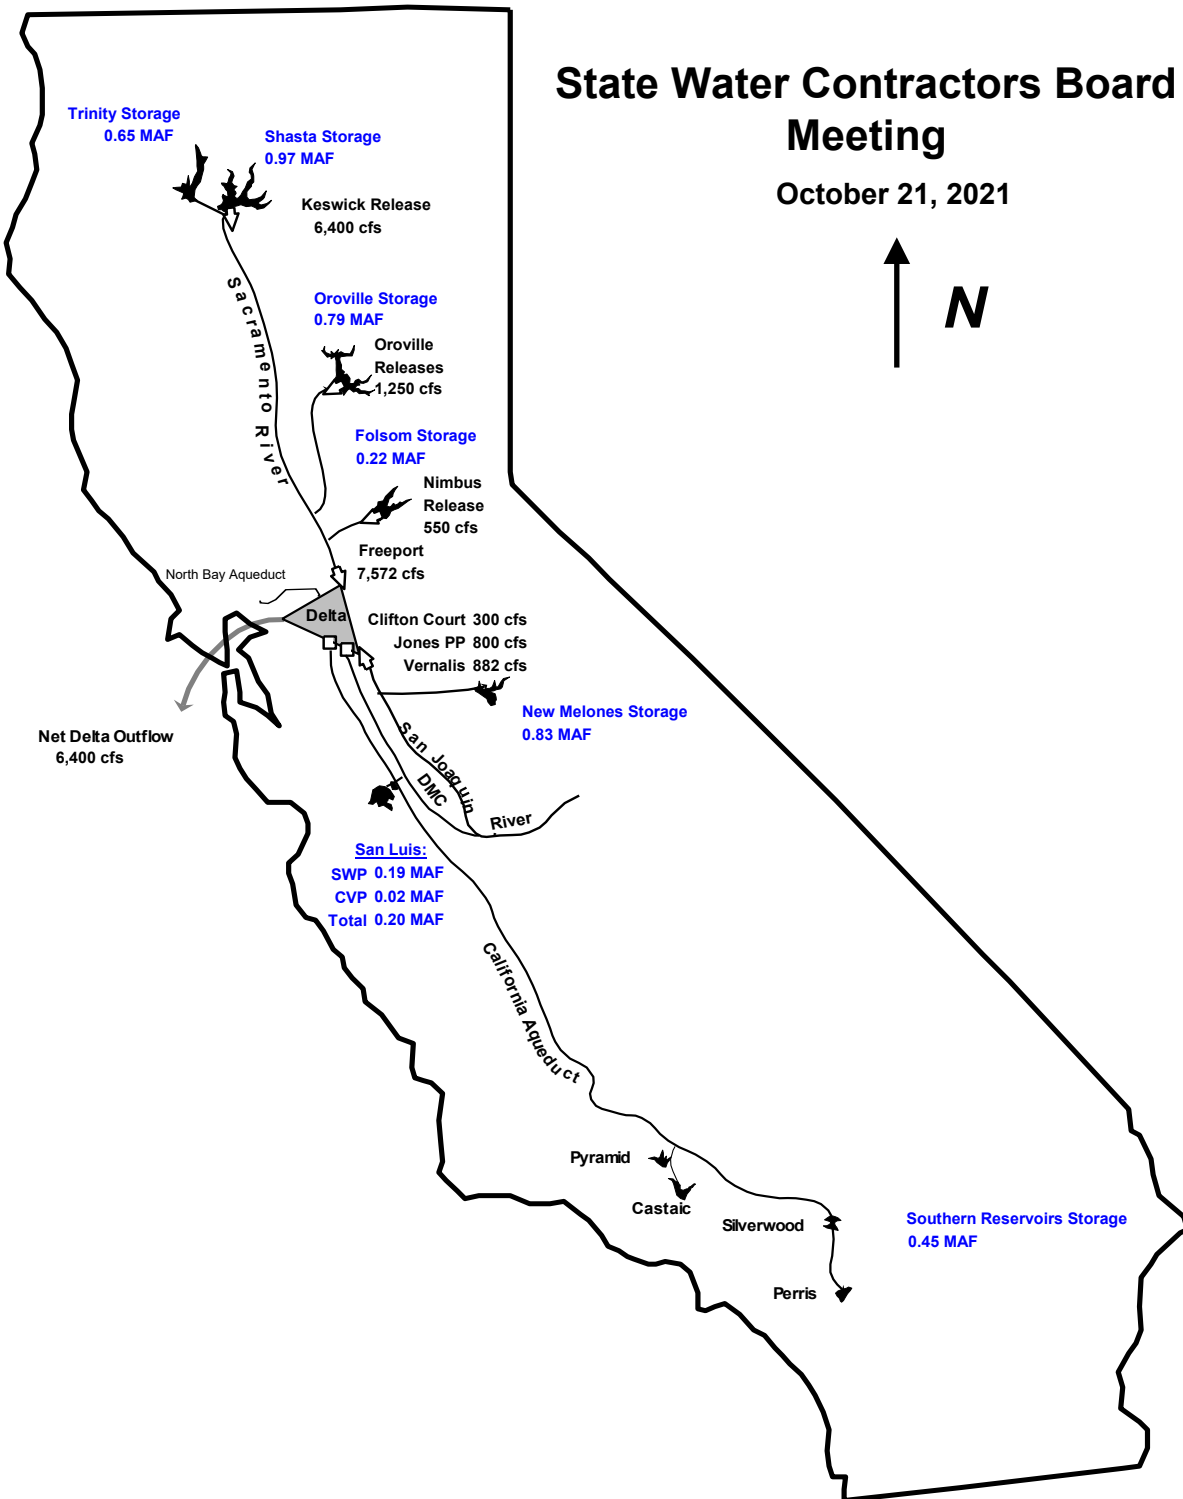 State Water Contractors Board
Meeting
October 21, 2021
N
Trinity Storage
0.65 MAF
Shasta Storage
0.97 MAF
Keswick Release
6,400 cfs
Sacramento River
Oroville Storage
0.79 MAF
Oroville
Releases
1,250 cfs
Folsom Storage
0.22 MAF
Nimbus
Release
550 cfs
Freeport
7,572 cfs
North Bay Aqueduct
Delta
Clifton Court 300 cfs
Jones PP 800 cfs
Vernalis 882 cfs
New Melones Storage
0.83 MAF
Net Delta Outflow
6,400 cfs
San Joaquin
River
DMC
San Luis:
SWP 0.19 MAF
CVP 0.02 MAF
Total 0.20 MAF
California Aqueduct
Pyramid
Castaic
Silverwood
Perris
Southern Reservoirs Storage
0.45 MAF